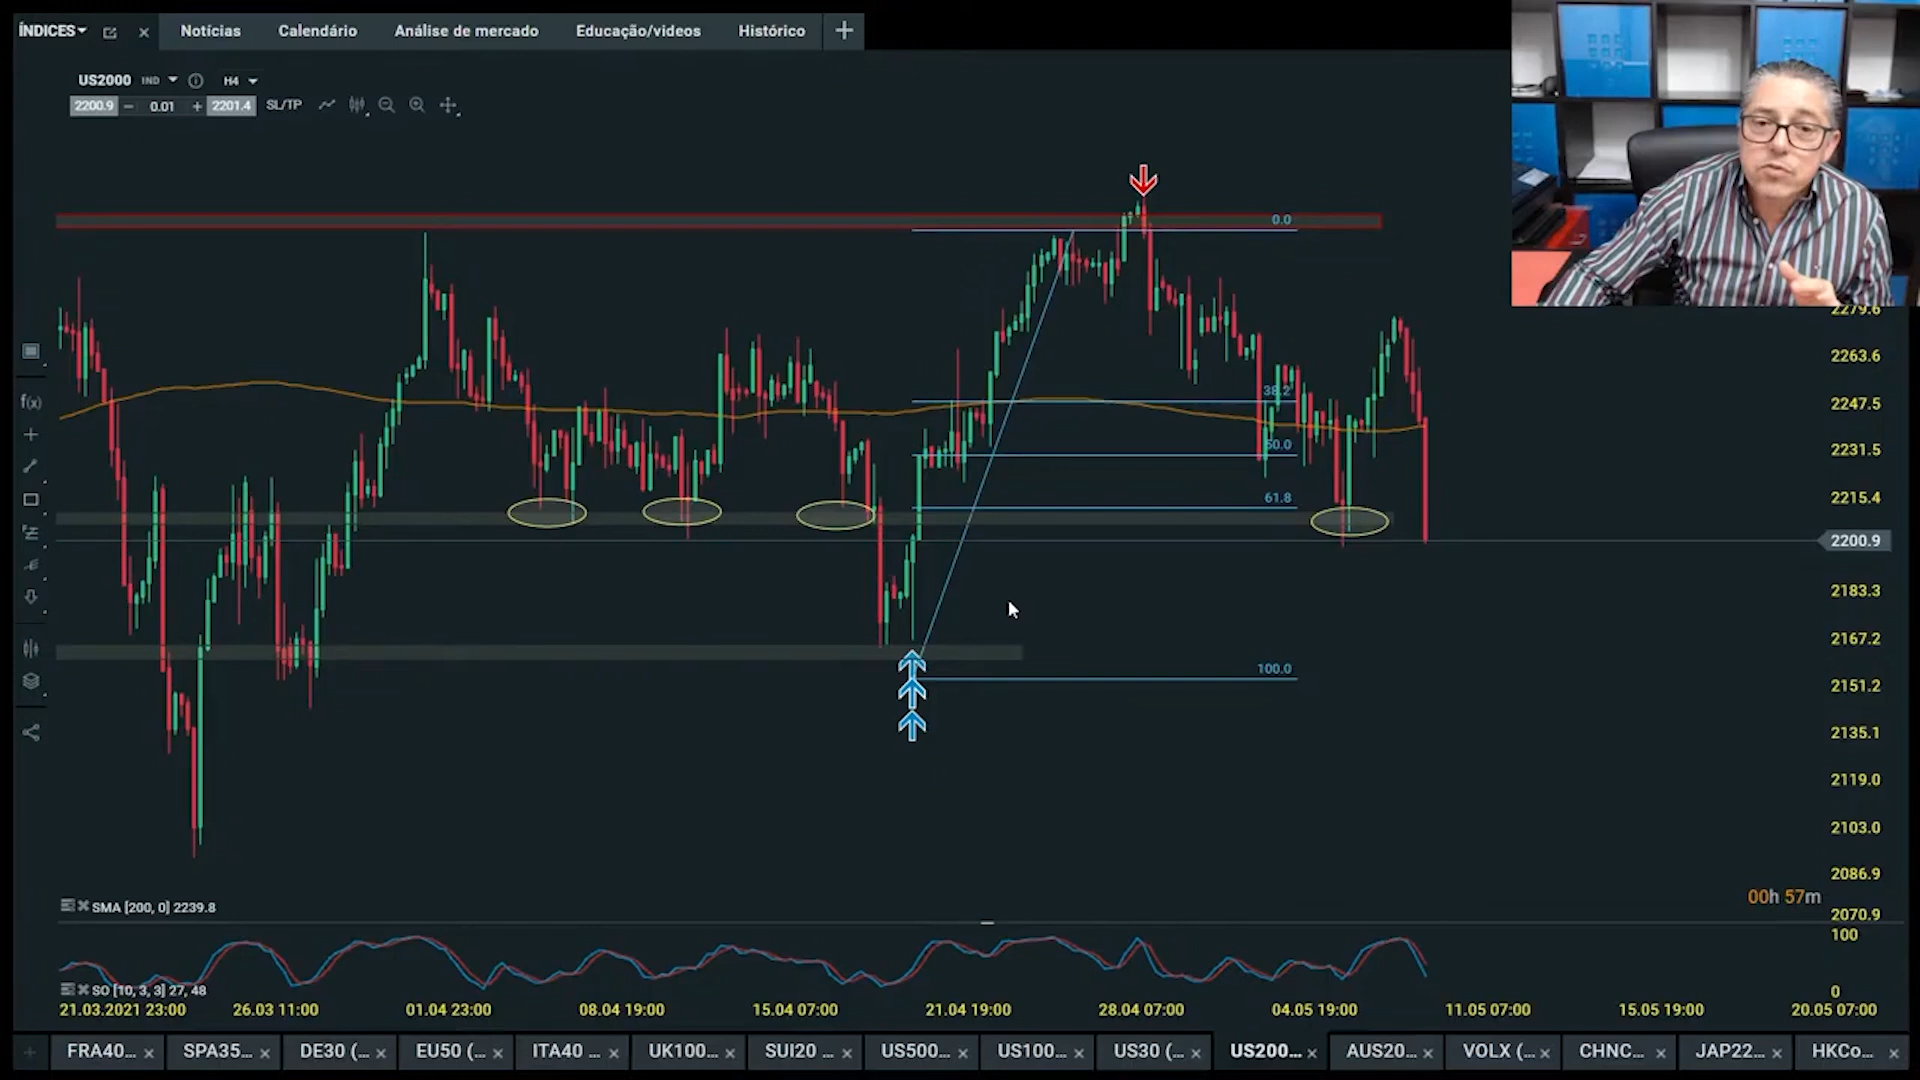 ÍNDICES
Notícias
Calendário
Análise de mercado
Educação/videos
Histórico
US2000 IND H4
2200.9 − 0.01 + 2201.4 SL/TP
0.0
38.2
50.0
61.8
100.0
2279.6
2263.6
2247.5
2231.5
2215.4
2200.9
2183.3
2167.2
2151.2
2135.1
2119.0
2103.0
2086.9
2070.9
f(x)
00h 57m
SMA [200, 0] 2239.8
100
0
SO [10, 3, 3] 27, 48
21.03.2021 23:00 26.03 11:00 01.04 23:00 08.04 19:00 15.04 07:00 21.04 19:00 28.04 07:00 04.05 19:00 11.05 07:00 15.05 19:00 20.05 07:00
FRA40... SPA35... DE30 (... EU50 (... ITA40 ... UK100... SUI20 ... US500... US100... US30 (... US200... AUS20... VOLX (... CHNC... JAP22... HKCo...